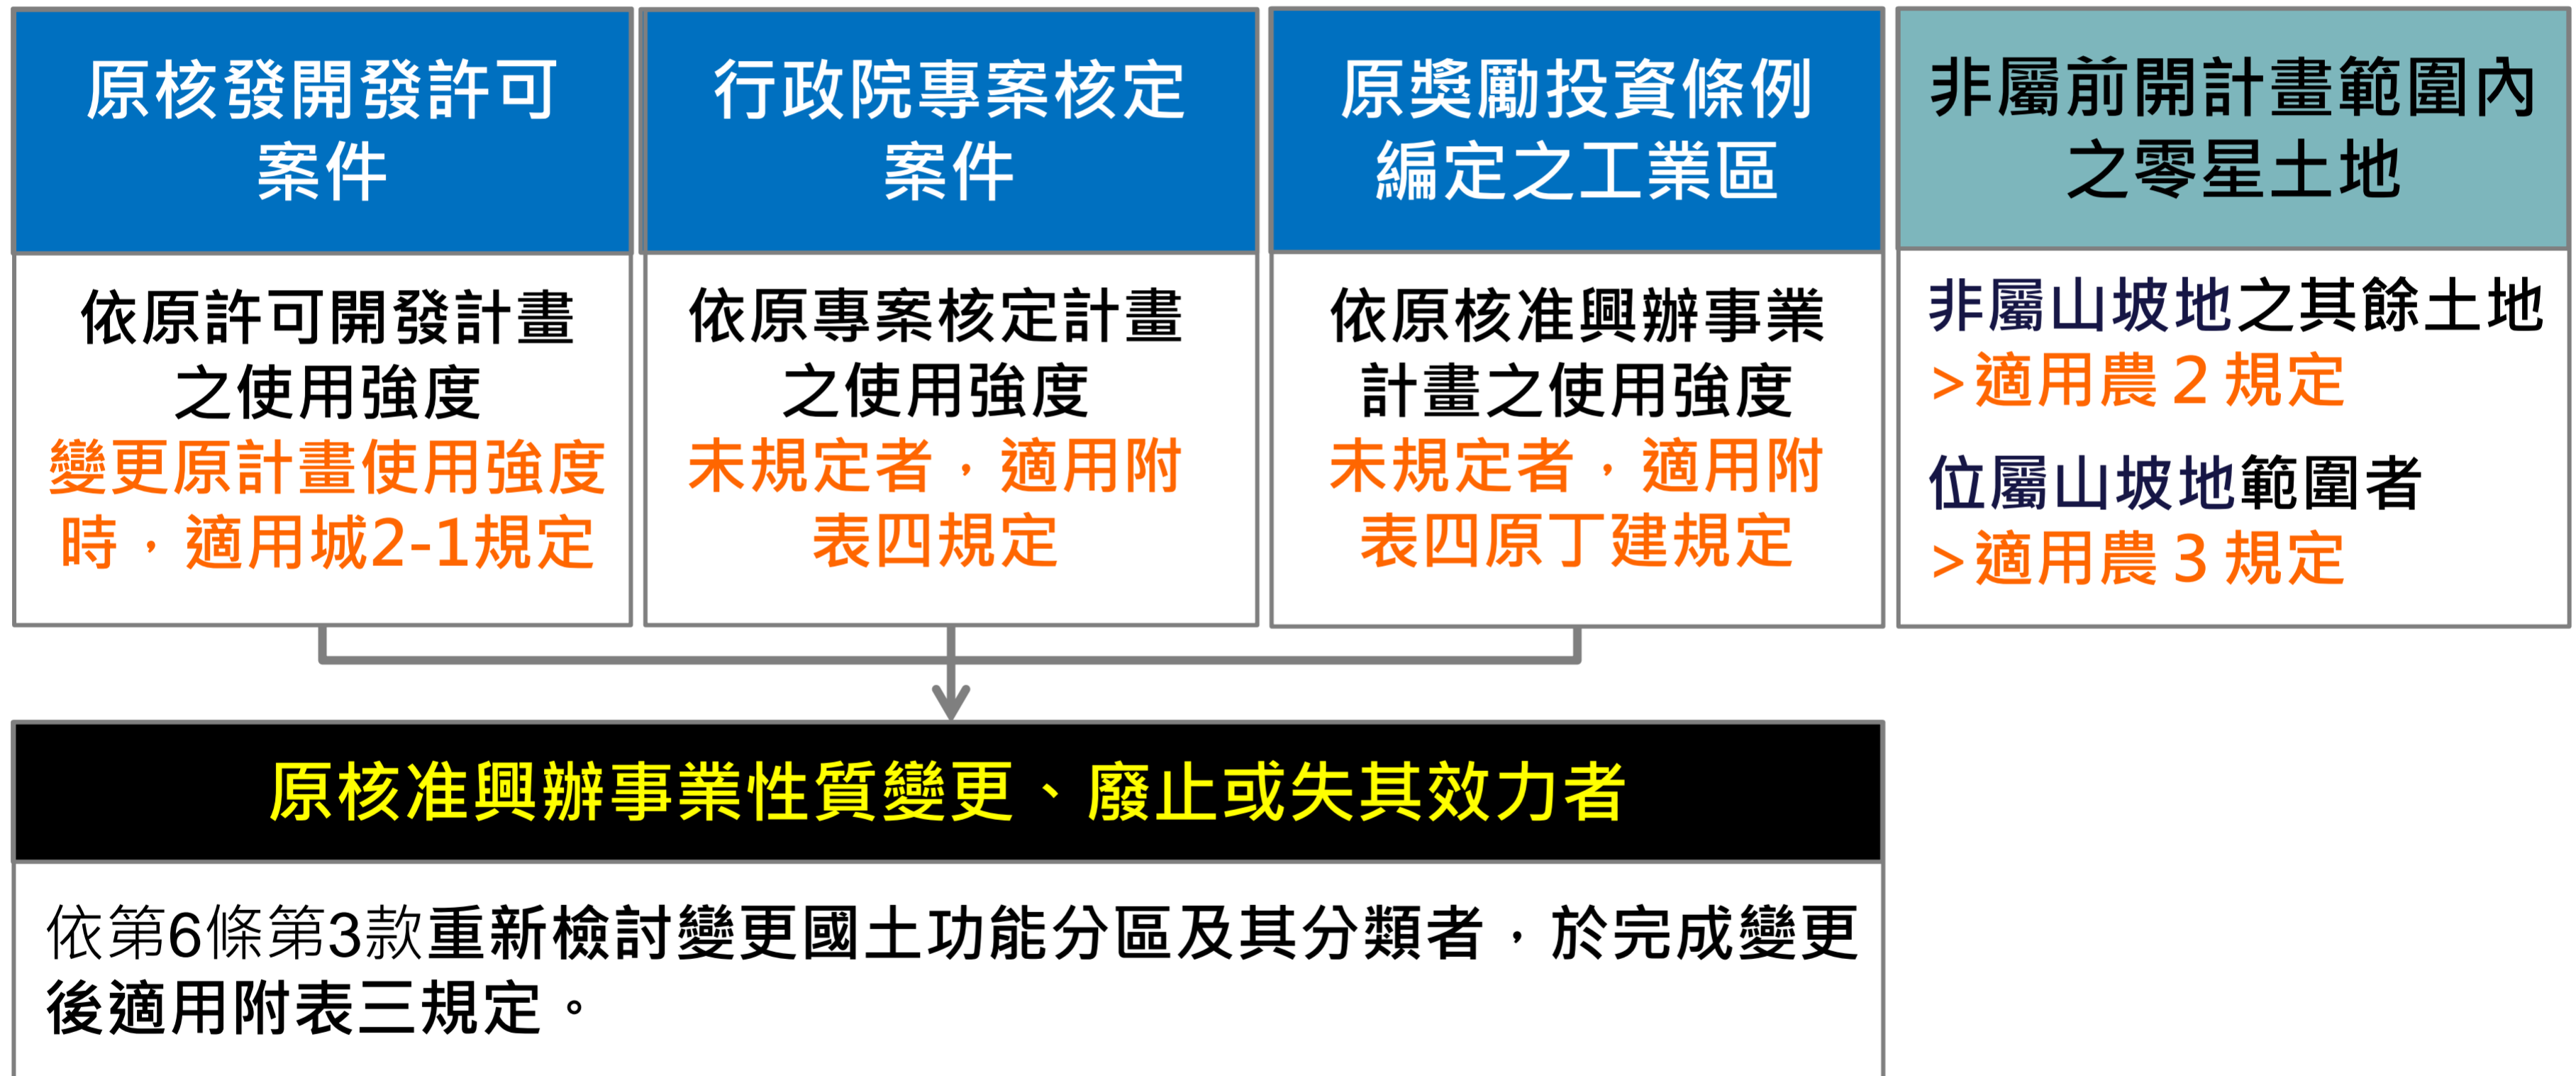 原核發開發許可
案件
依原許可開發計畫
之使用強度
變更原計畫使用強度
時，適用城2-1規定
行政院專案核定
案件
依原專案核定計畫
之使用強度
未規定者，適用附
表四規定
原獎勵投資條例
編定之工業區
依原核准興辦事業
計畫之使用強度
未規定者，適用附
表四原丁建規定
非屬前開計畫範圍內
之零星土地
非屬山坡地之其餘土地
>適用農2規定
位屬山坡地範圍者
>適用農3規定
原核准興辦事業性質變更、廢止或失其效力者
依第6條第3款重新檢討變更國土功能分區及其分類者，於完成變更
後適用附表三規定。